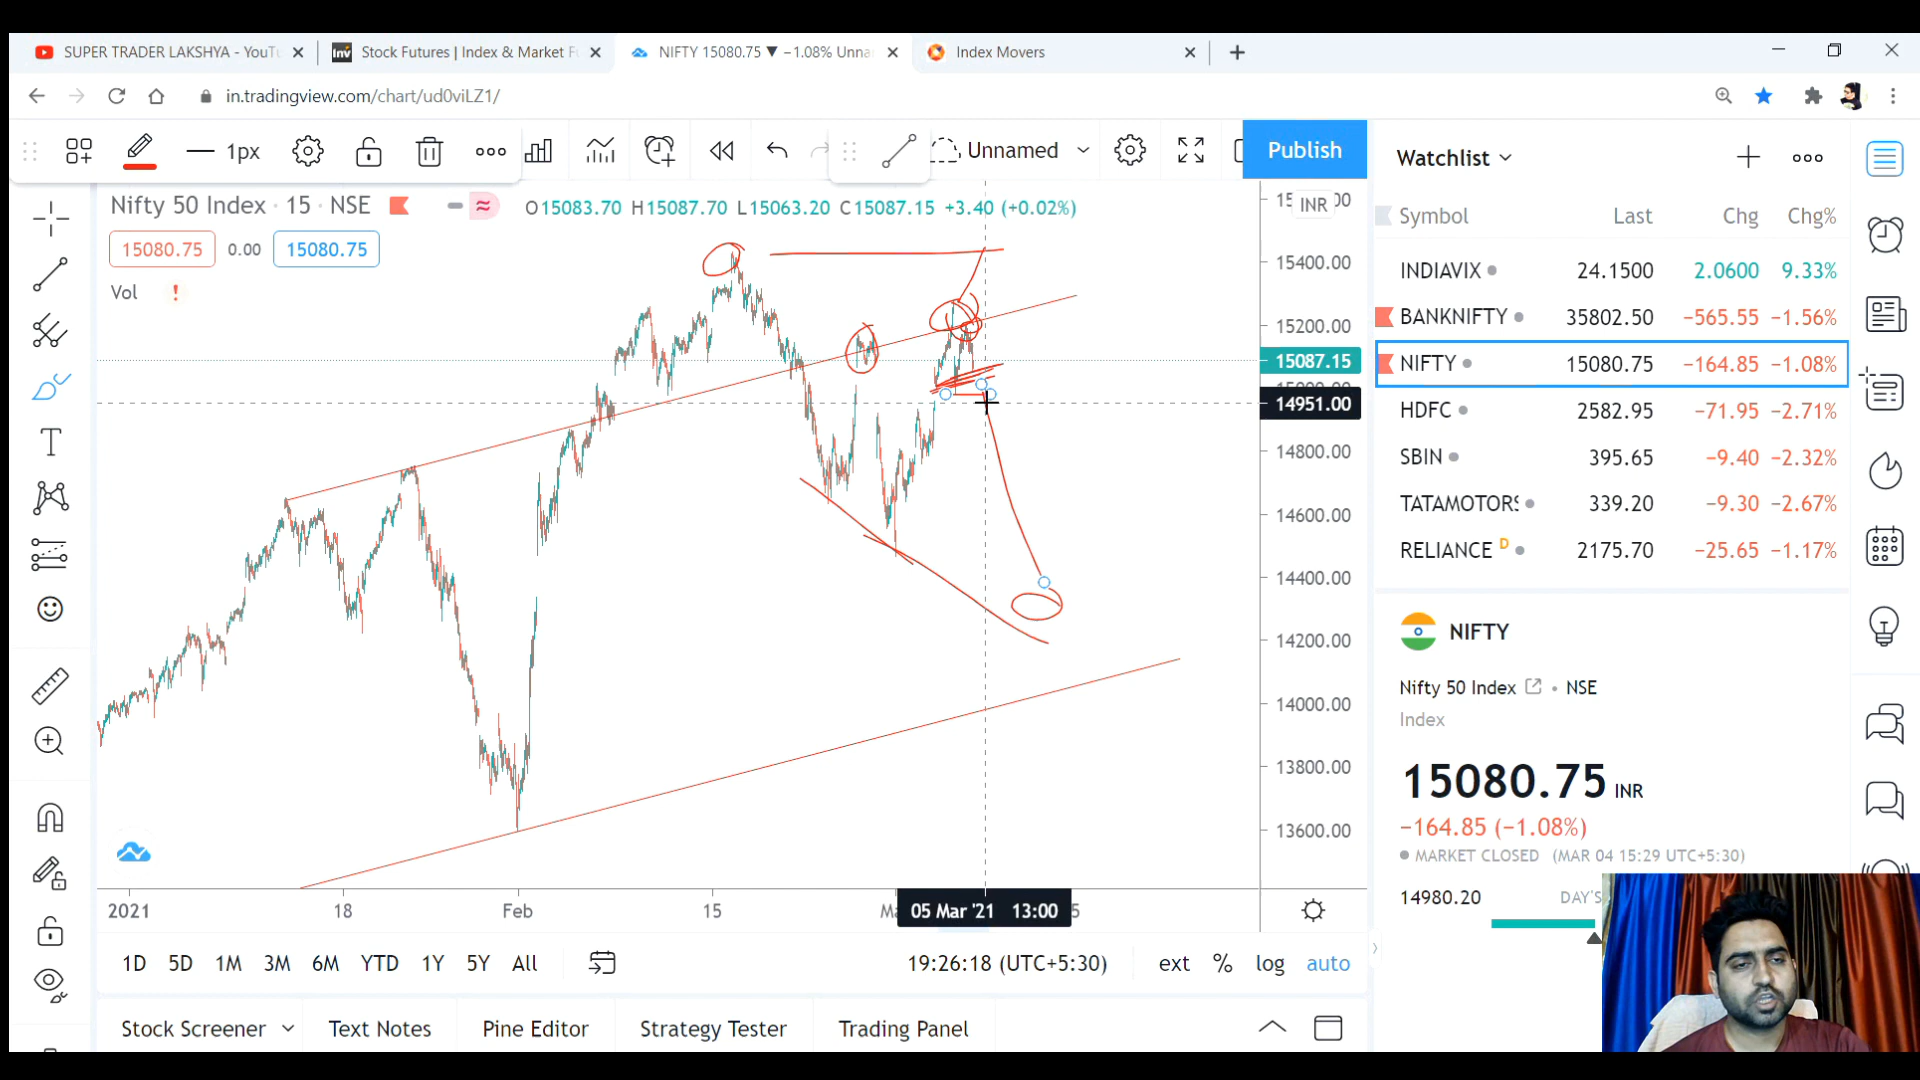 SUPER TRADER LAKSHYA - YouTu
Inv
Stock Futures | Index & Market F
NIFTY 15080.75 ▼ −1.08% Unna
Index Movers
in.tradingview.com/chart/ud0viLZ1/
1px
Unnamed
Publish
Nifty 50 Index · 15 · NSE
O15083.70 H15087.70 L15063.20 C15087.15 +3.40 (+0.02%)
15080.75
0.00
15080.75
Vol
!
INR
15400.00
15200.00
15087.15
14951.00
14800.00
14600.00
14400.00
14200.00
14000.00
13800.00
13600.00
2021
18
Feb
15
05 Mar '21 13:00
1D
5D
1M
3M
6M
YTD
1Y
5Y
All
19:26:18 (UTC+5:30)
ext
%
log
auto
Stock Screener
Text Notes
Pine Editor
Strategy Tester
Trading Panel
Watchlist
Symbol Last Chg Chg%
INDIAVIX 24.1500 2.0600 9.33%
BANKNIFTY 35802.50 −565.55 −1.56%
NIFTY 15080.75 −164.85 −1.08%
HDFC 2582.95 −71.95 −2.71%
SBIN 395.65 −9.40 −2.32%
TATAMOTORS 339.20 −9.30 −2.67%
RELIANCE D 2175.70 −25.65 −1.17%
NIFTY
Nifty 50 Index • NSE
Index
15080.75 INR
−164.85 (−1.08%)
MARKET CLOSED (MAR 04 15:29 UTC+5:30)
14980.20
DAY'S